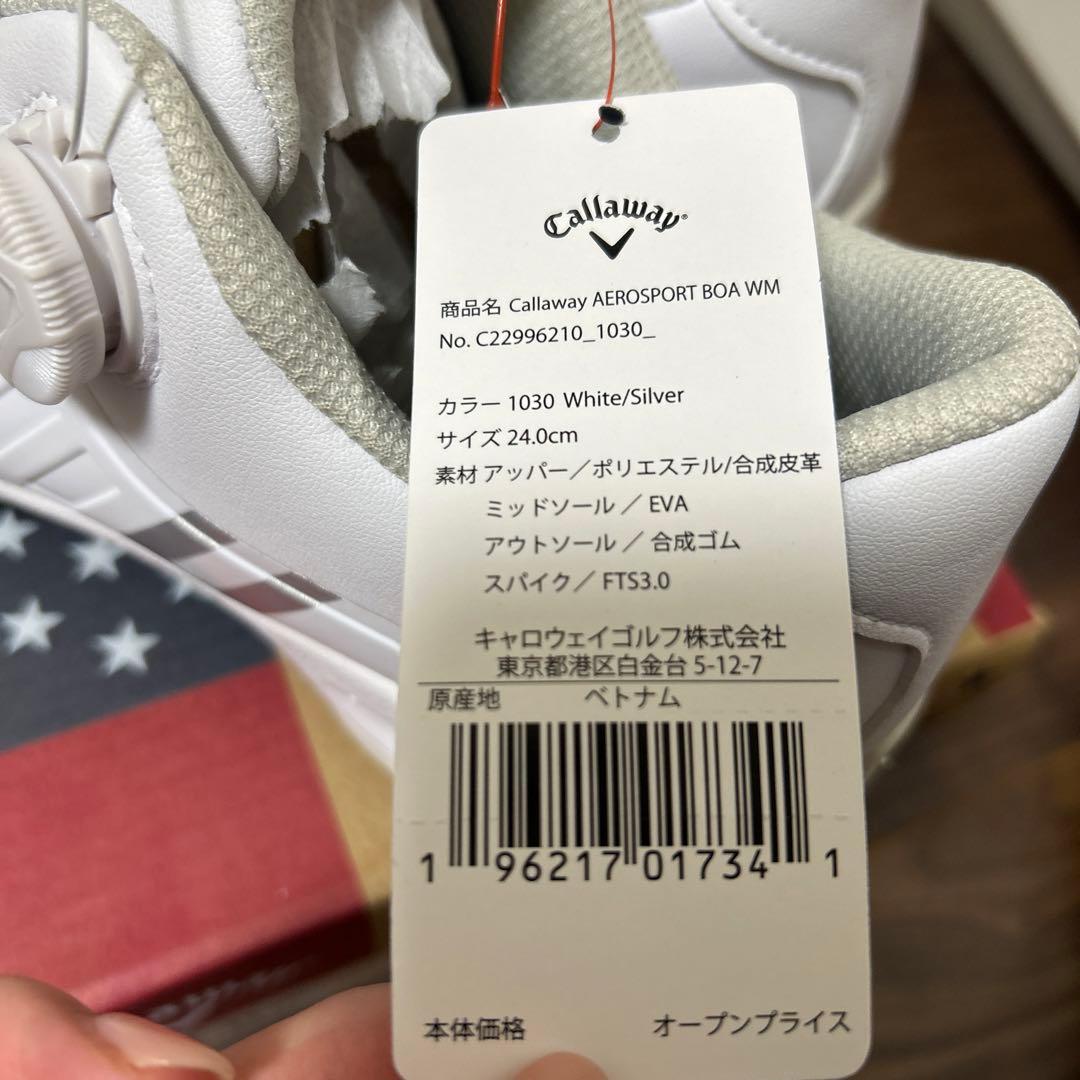 Callaway
商品名 Callaway AEROSPORT BOA WM
No. C22996210_1030_
カラー 1030 White/Silver
サイズ 24.0cm
素材 アッパー／ポリエステル/合成皮革
ミッドソール ／ EVA
アウトソール ／ 合成ゴム
スパイク／ FTS3.0
キャロウェイゴルフ株式会社
東京都港区白金台 5-12-7
原産地 ベトナム
1 96217 01734 1
本体価格 オープンプライス